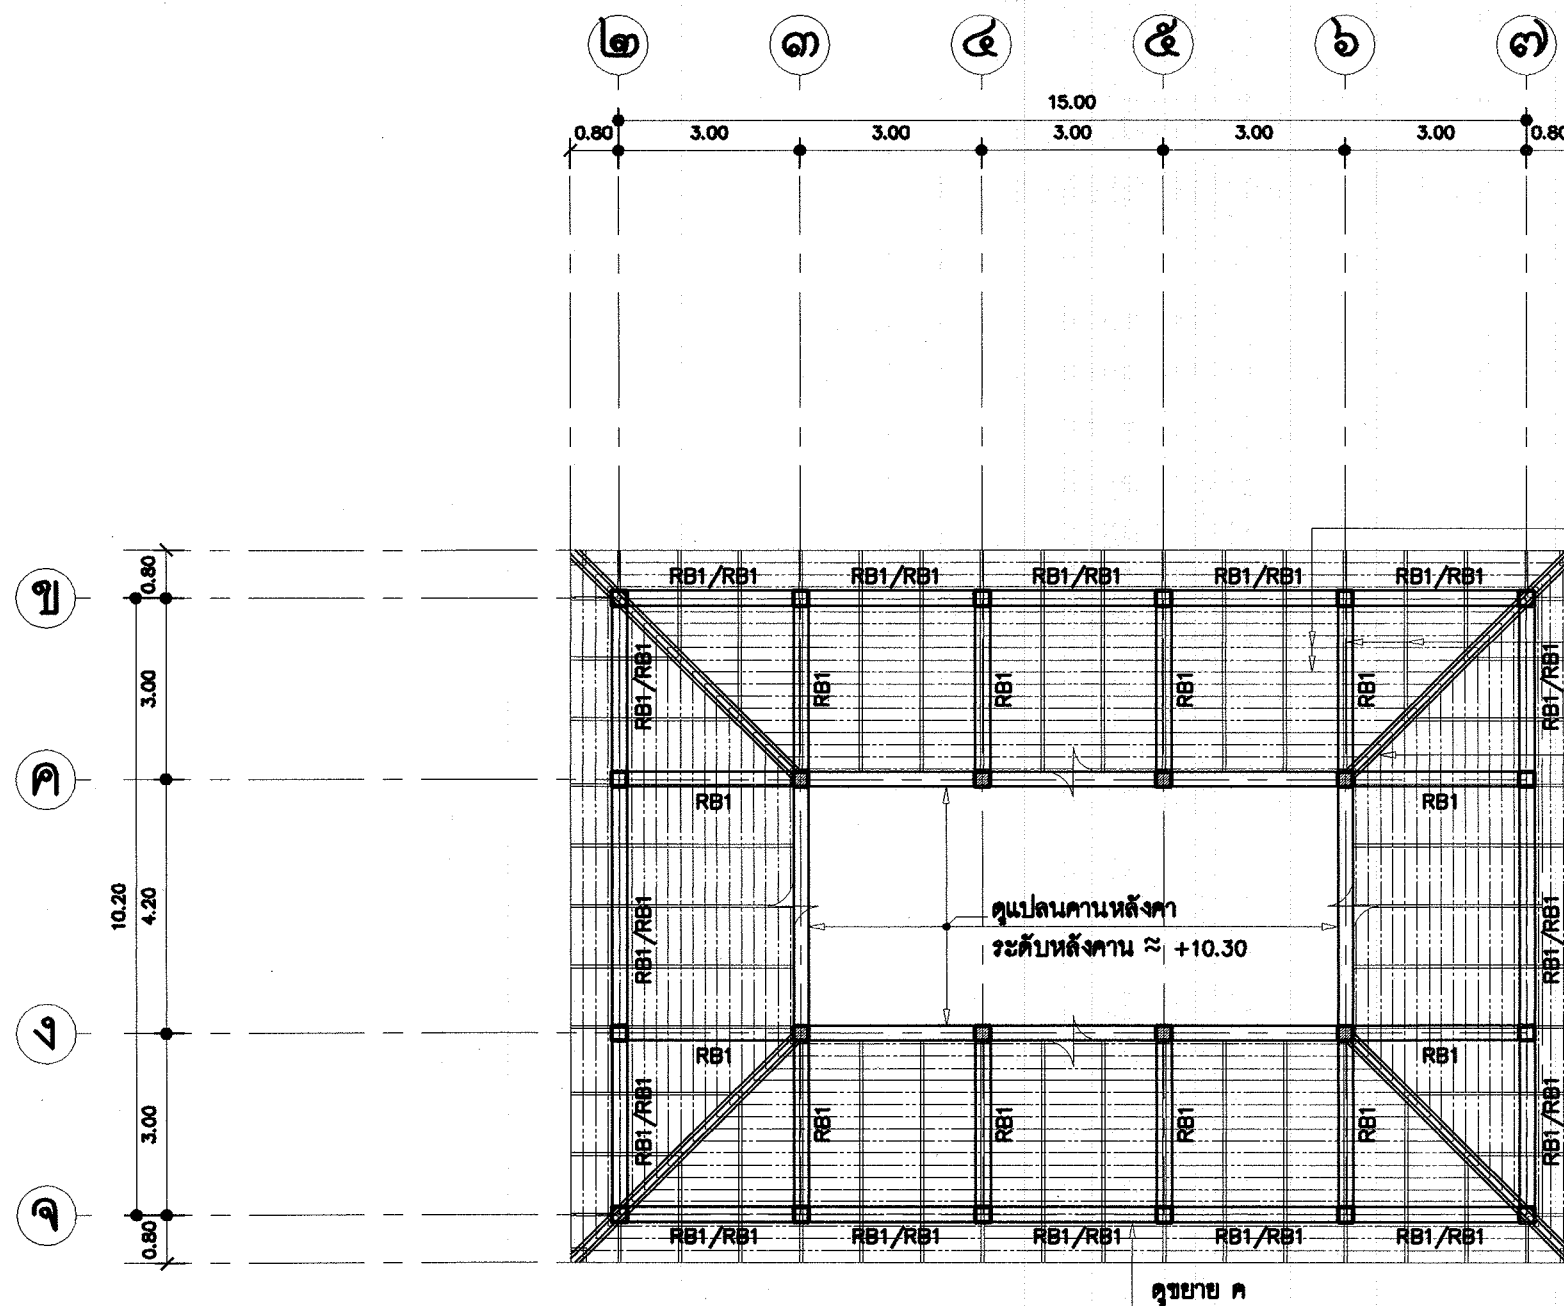 ๒ ๓ ๔ ๕ ๖ ๗
15.00
0.80 3.00 3.00 3.00 3.00 3.00 0.80
ข
0.80
RB1/RB1 RB1/RB1 RB1/RB1 RB1/RB1 RB1/RB1
3.00
RB1/RB1 RB1 RB1 RB1 RB1 RB1/RB1
ค
RB1 RB1
10.20
4.20
RB1/RB1 RB1/RB1
ดูแปลนคานหลังคา
ระดับหลังคาน ≈ +10.30
ง
RB1 RB1
3.00
RB1/RB1 RB1 RB1 RB1 RB1 RB1/RB1
จ
0.80
RB1/RB1 RB1/RB1 RB1/RB1 RB1/RB1 RB1/RB1
ดูขยาย ค